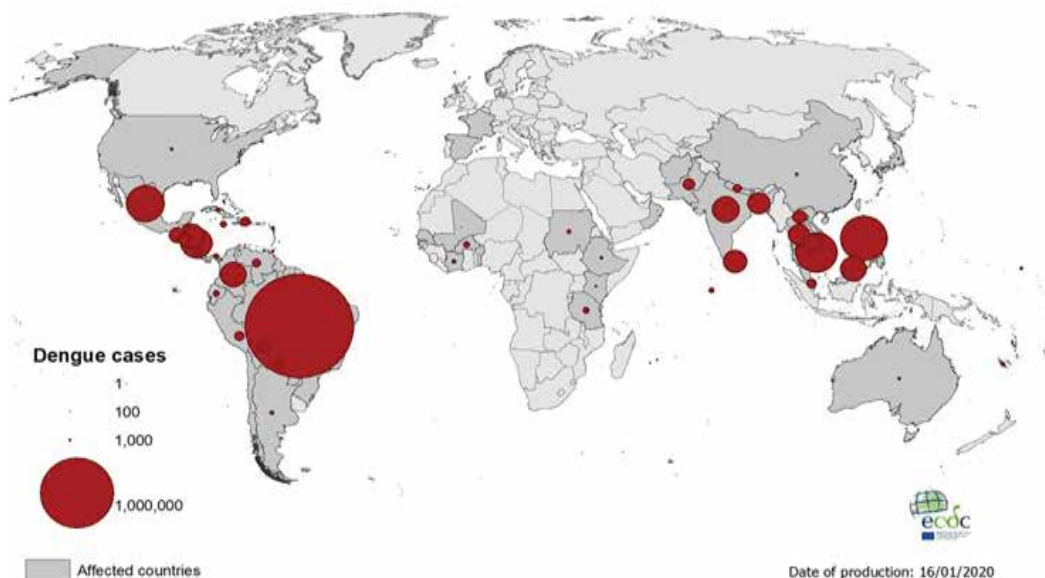 Dengue cases
1
100
1,000
1,000,000
Affected countries
ecdc
Date of production: 16/01/2020